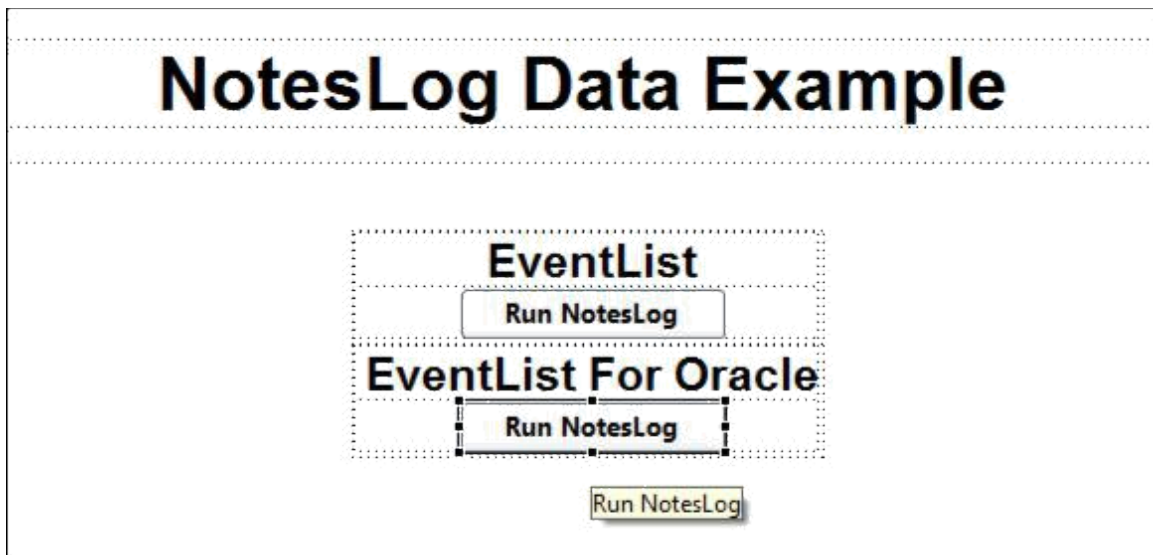 NotesLog Data Example
EventList
Run NotesLog
EventList For Oracle
Run NotesLog
Run NotesLog